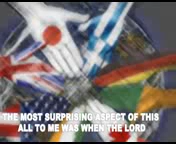 THE MOST SURPRISING ASPECT OF THIS
ALL TO ME WAS WHEN THE LORD